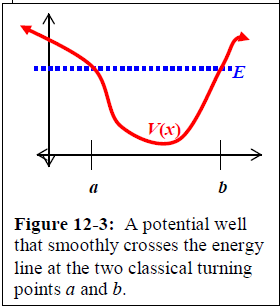 E
V(x)
a b
Figure 12-3: A potential well
that smoothly crosses the energy
line at the two classical turning
points a and b.